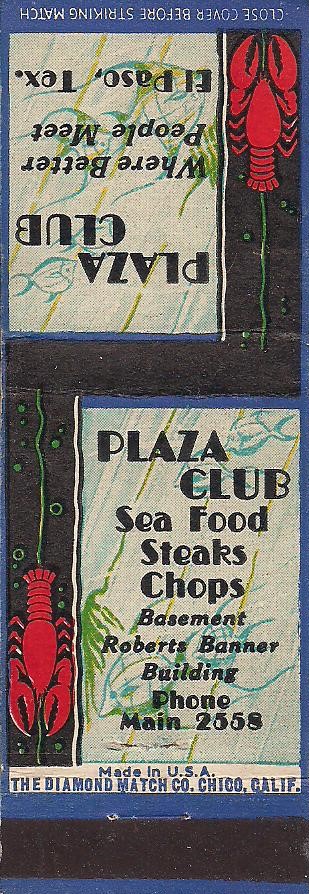 CLOSE COVER BEFORE STRIKING MATCH
PLAZA
CLUB
Where Better
People Meet
El Paso, Tex.
PLAZA
CLUB
Sea Food
Steaks
Chops
Basement
Roberts Banner
Building
Phone
Main 2558
Made In U.S.A.
THE DIAMOND MATCH CO. CHICO, CALIF.